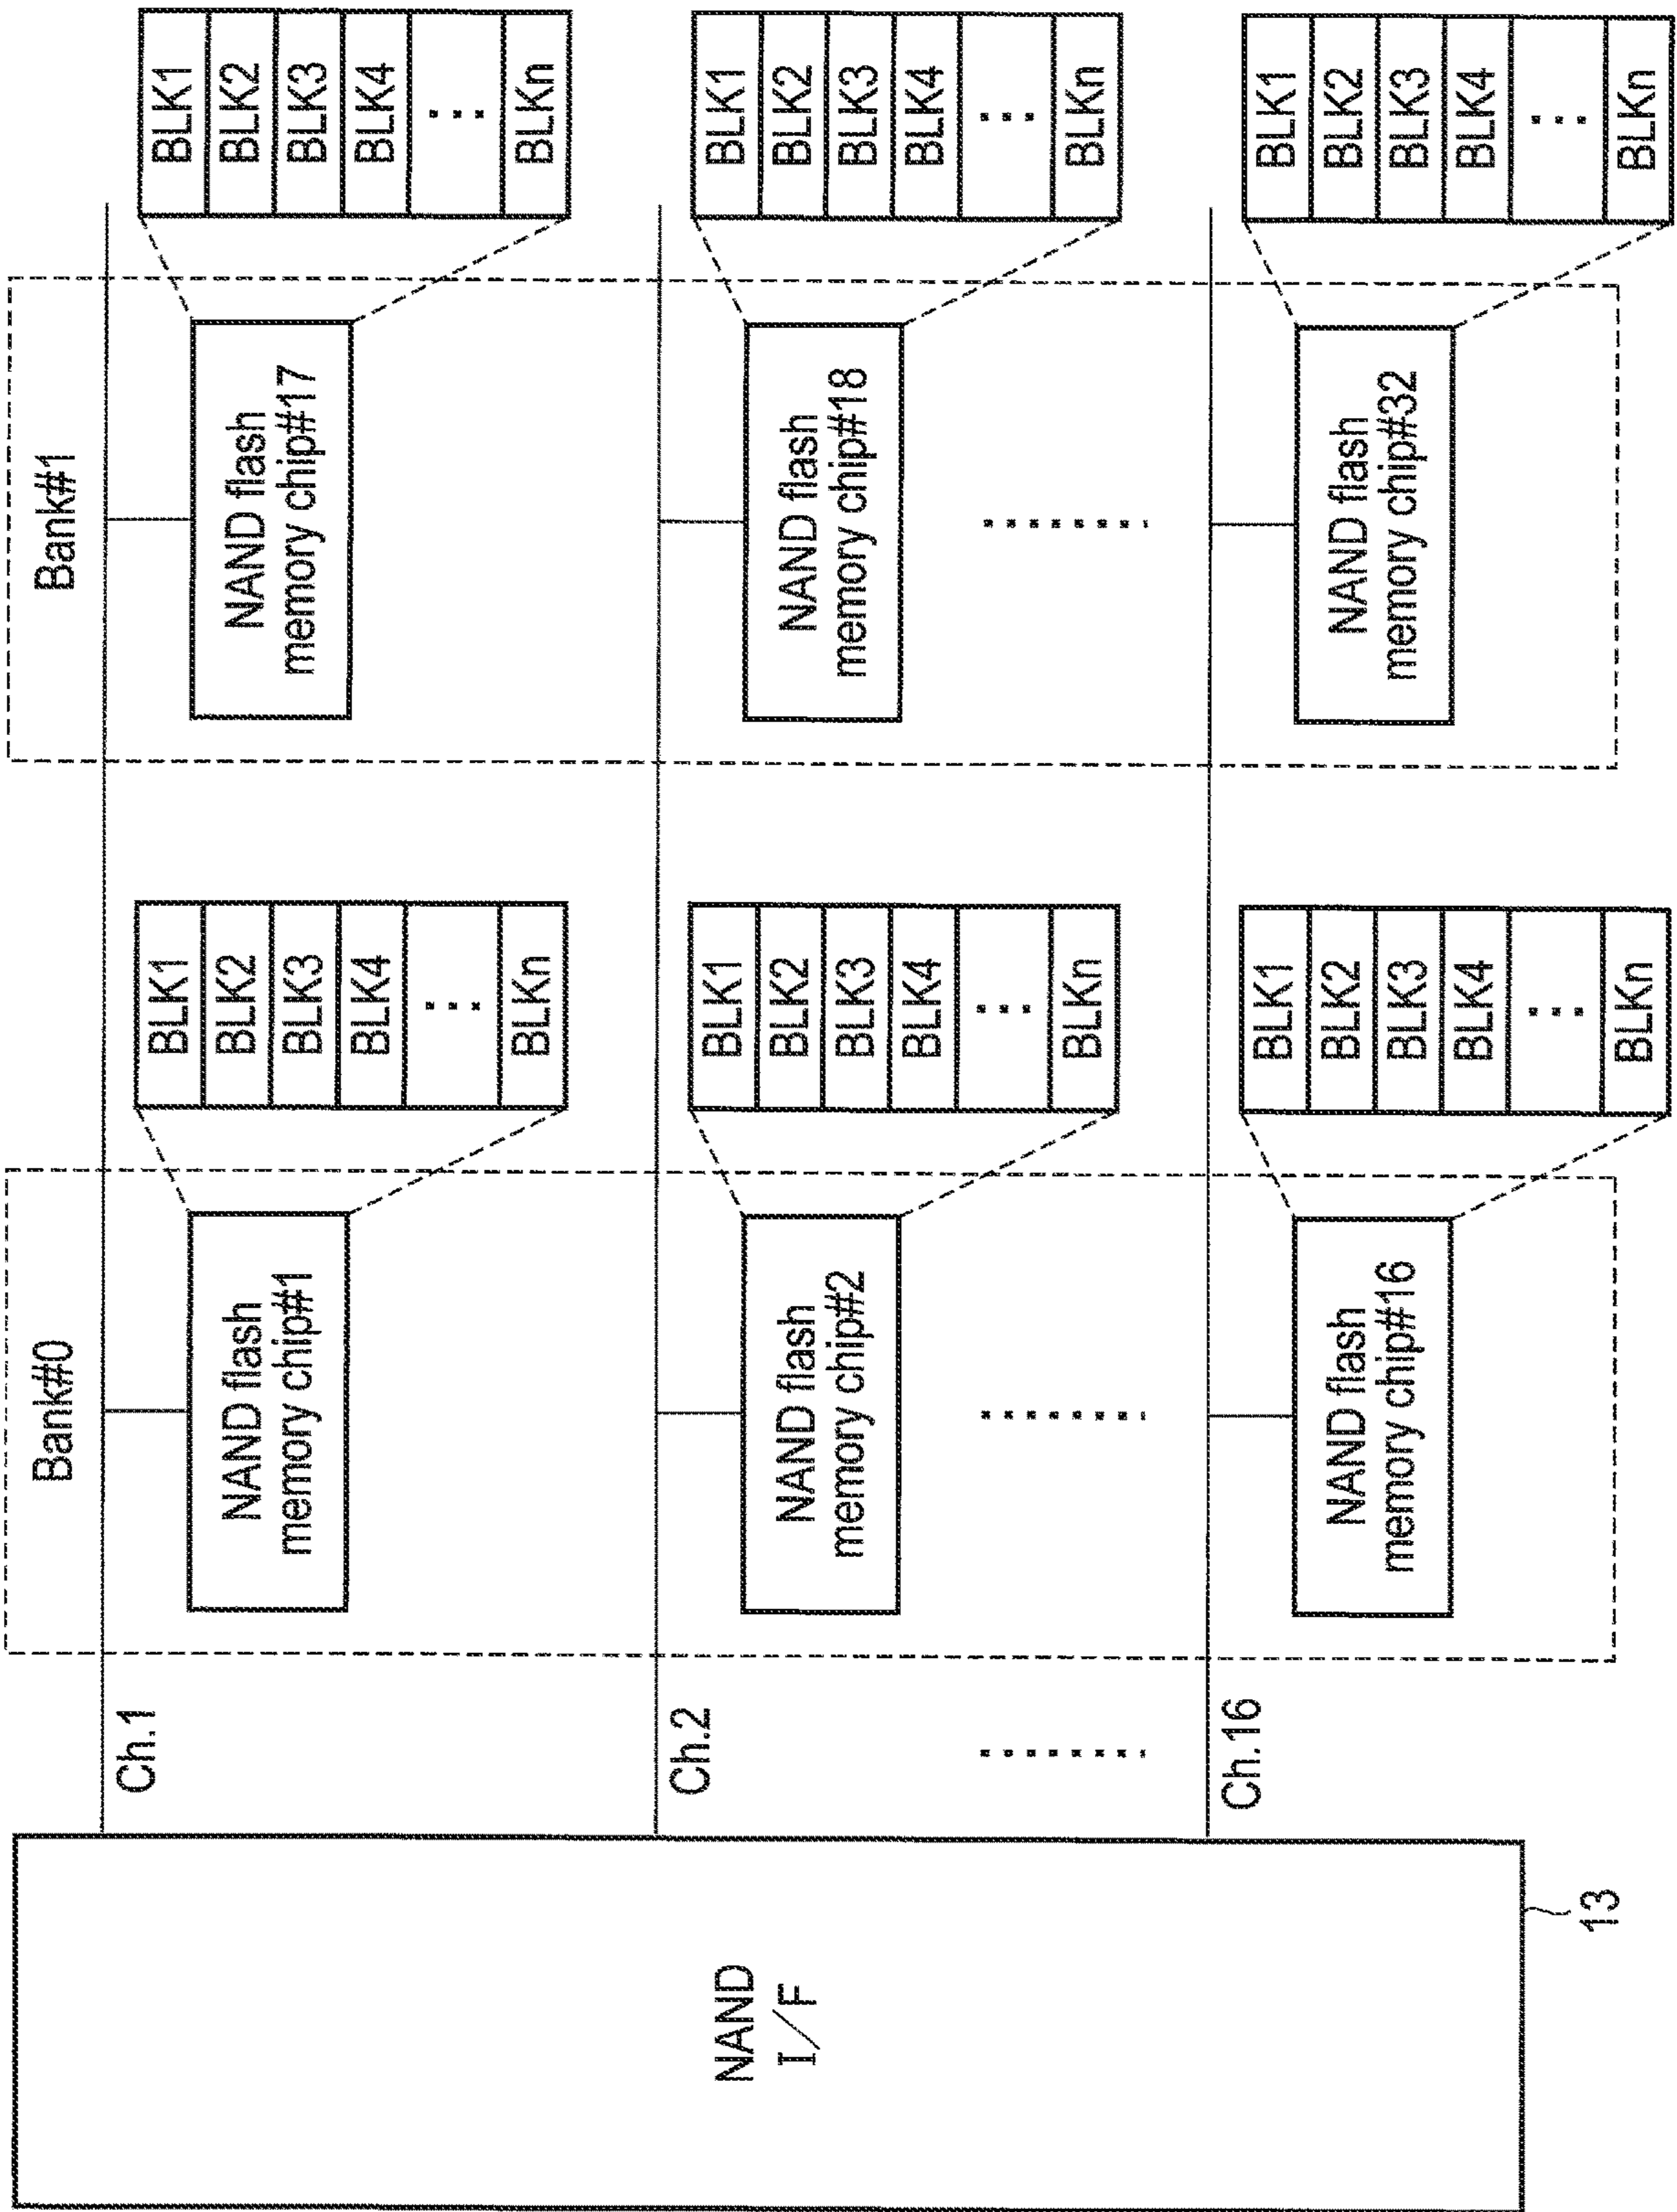 Bank#0
Bank#1
NAND
I/F
13
Ch.1
NAND flash
memory chip#1
BLK1
BLK2
BLK3
BLK4
BLKn
NAND flash
memory chip#17
BLK1
BLK2
BLK3
BLK4
BLKn
Ch.2
NAND flash
memory chip#2
BLK1
BLK2
BLK3
BLK4
BLKn
NAND flash
memory chip#18
BLK1
BLK2
BLK3
BLK4
BLKn
Ch.16
NAND flash
memory chip#16
BLK1
BLK2
BLK3
BLK4
BLKn
NAND flash
memory chip#32
BLK1
BLK2
BLK3
BLK4
BLKn